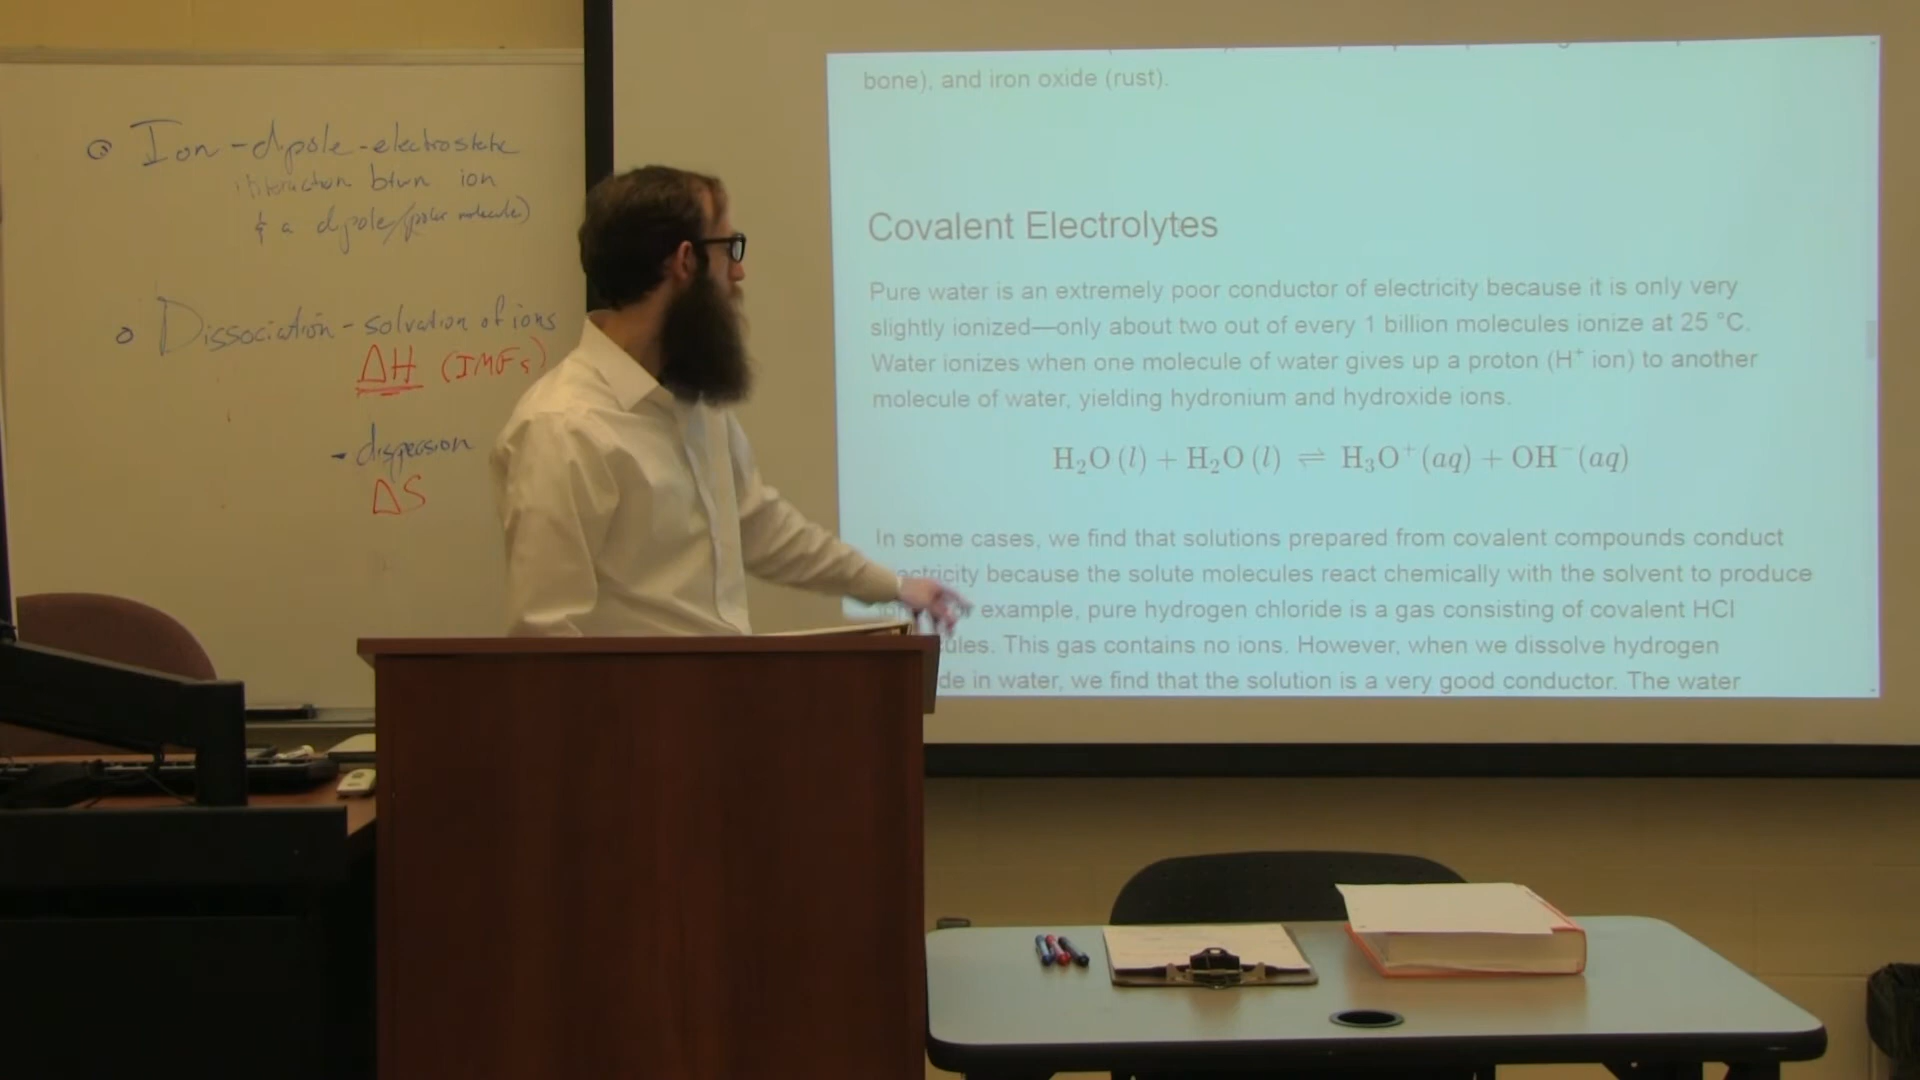 Ion-dipole-electrostatic
interaction btwn ion
& a dipole/(polar molecule)
Dissociation - solvation of ions
ΔH (IMFs)
- dispersion
ΔS
bone), and iron oxide (rust).
Covalent Electrolytes
Pure water is an extremely poor conductor of electricity because it is only very
slightly ionized—only about two out of every 1 billion molecules ionize at 25 °C.
Water ionizes when one molecule of water gives up a proton (H⁺ ion) to another
molecule of water, yielding hydronium and hydroxide ions.
H₂O (l) + H₂O (l) ⇌ H₃O⁺ (aq) + OH⁻ (aq)
In some cases, we find that solutions prepared from covalent compounds conduct
because the solute molecules react chemically with the solvent to produce
example, pure hydrogen chloride is a gas consisting of covalent HCl
This gas contains no ions. However, when we dissolve hydrogen
in water, we find that the solution is a very good conductor. The water